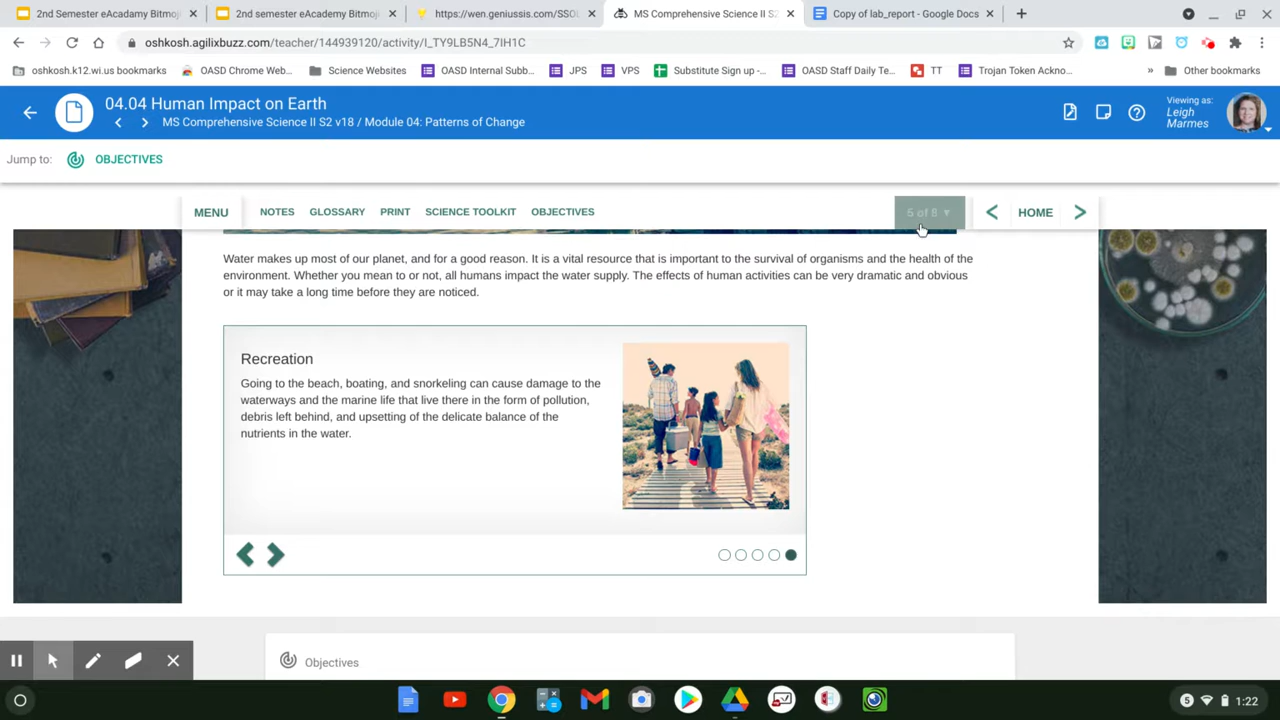 2nd Semester eAcadamy Bitmoji
2nd semester eAcademy Bitmoji
https://wen.geniussis.com/SSOL
MS Comprehensive Science II S2
Copy of lab_report - Google Docs
oshkosh.agilixbuzz.com/teacher/144939120/activity/I_TY9LB5N4_7IH1C
oshkosh.k12.wi.us bookmarks
OASD Chrome Web...
Science Websites
OASD Internal Subb...
JPS
VPS
Substitute Sign up -...
OASD Staff Daily Te...
TT
Trojan Token Ackno...
»
Other bookmarks
04.04 Human Impact on Earth
MS Comprehensive Science II S2 v18 / Module 04: Patterns of Change
Viewing as:
Leigh
Marmes
Jump to:
OBJECTIVES
MENU
NOTES
GLOSSARY
PRINT
SCIENCE TOOLKIT
OBJECTIVES
HOME
Water makes up most of our planet, and for a good reason. It is a vital resource that is important to the survival of organisms and the health of the
environment. Whether you mean to or not, all humans impact the water supply. The effects of human activities can be very dramatic and obvious
or it may take a long time before they are noticed.
Recreation
Going to the beach, boating, and snorkeling can cause damage to the
waterways and the marine life that live there in the form of pollution,
debris left behind, and upsetting of the delicate balance of the
nutrients in the water.
Objectives
5
1:22